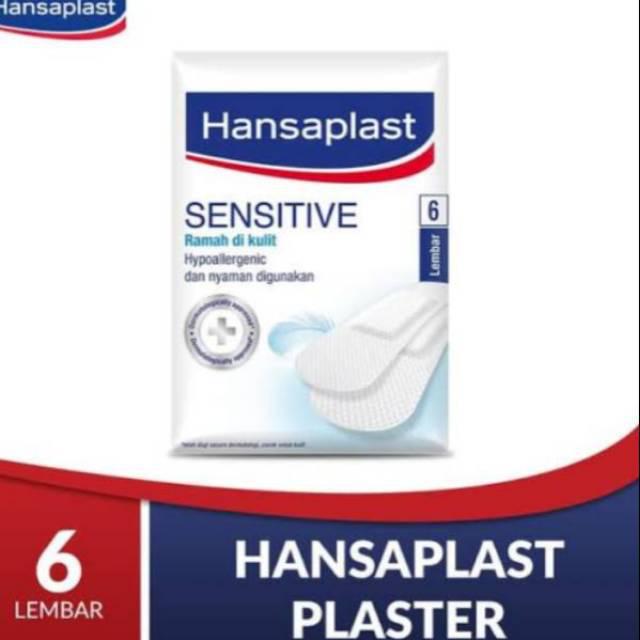 Hansaplast
Hansaplast
SENSITIVE
Ramah di kulit
Hypoallergenic
dan nyaman digunakan
6
Lembar
6
LEMBAR
HANSAPLAST
PLASTER